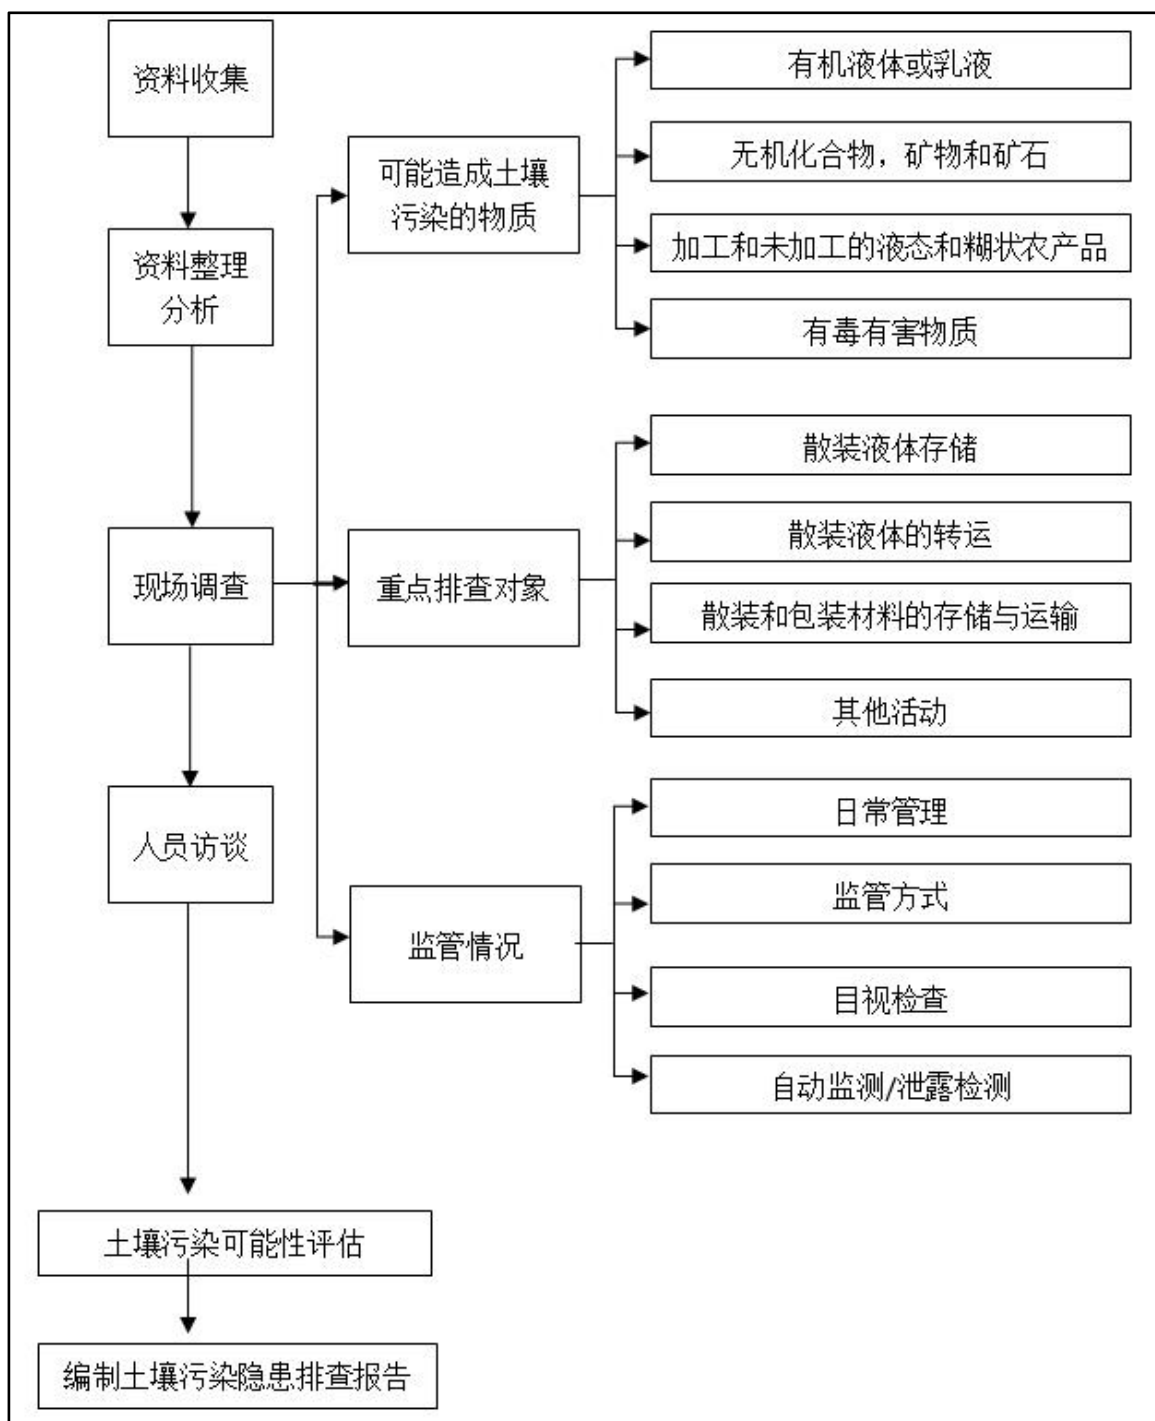 资料收集
资料整理
分析
现场调查
人员访谈
土壤污染可能性评估
编制土壤污染隐患排查报告
可能造成土壤
污染的物质
有机液体或乳液
无机化合物，矿物和矿石
加工和未加工的液态和糊状农产品
有毒有害物质
重点排查对象
散装液体存储
散装液体的转运
散装和包装材料的存储与运输
其他活动
监管情况
日常管理
监管方式
目视检查
自动监测/泄露检测